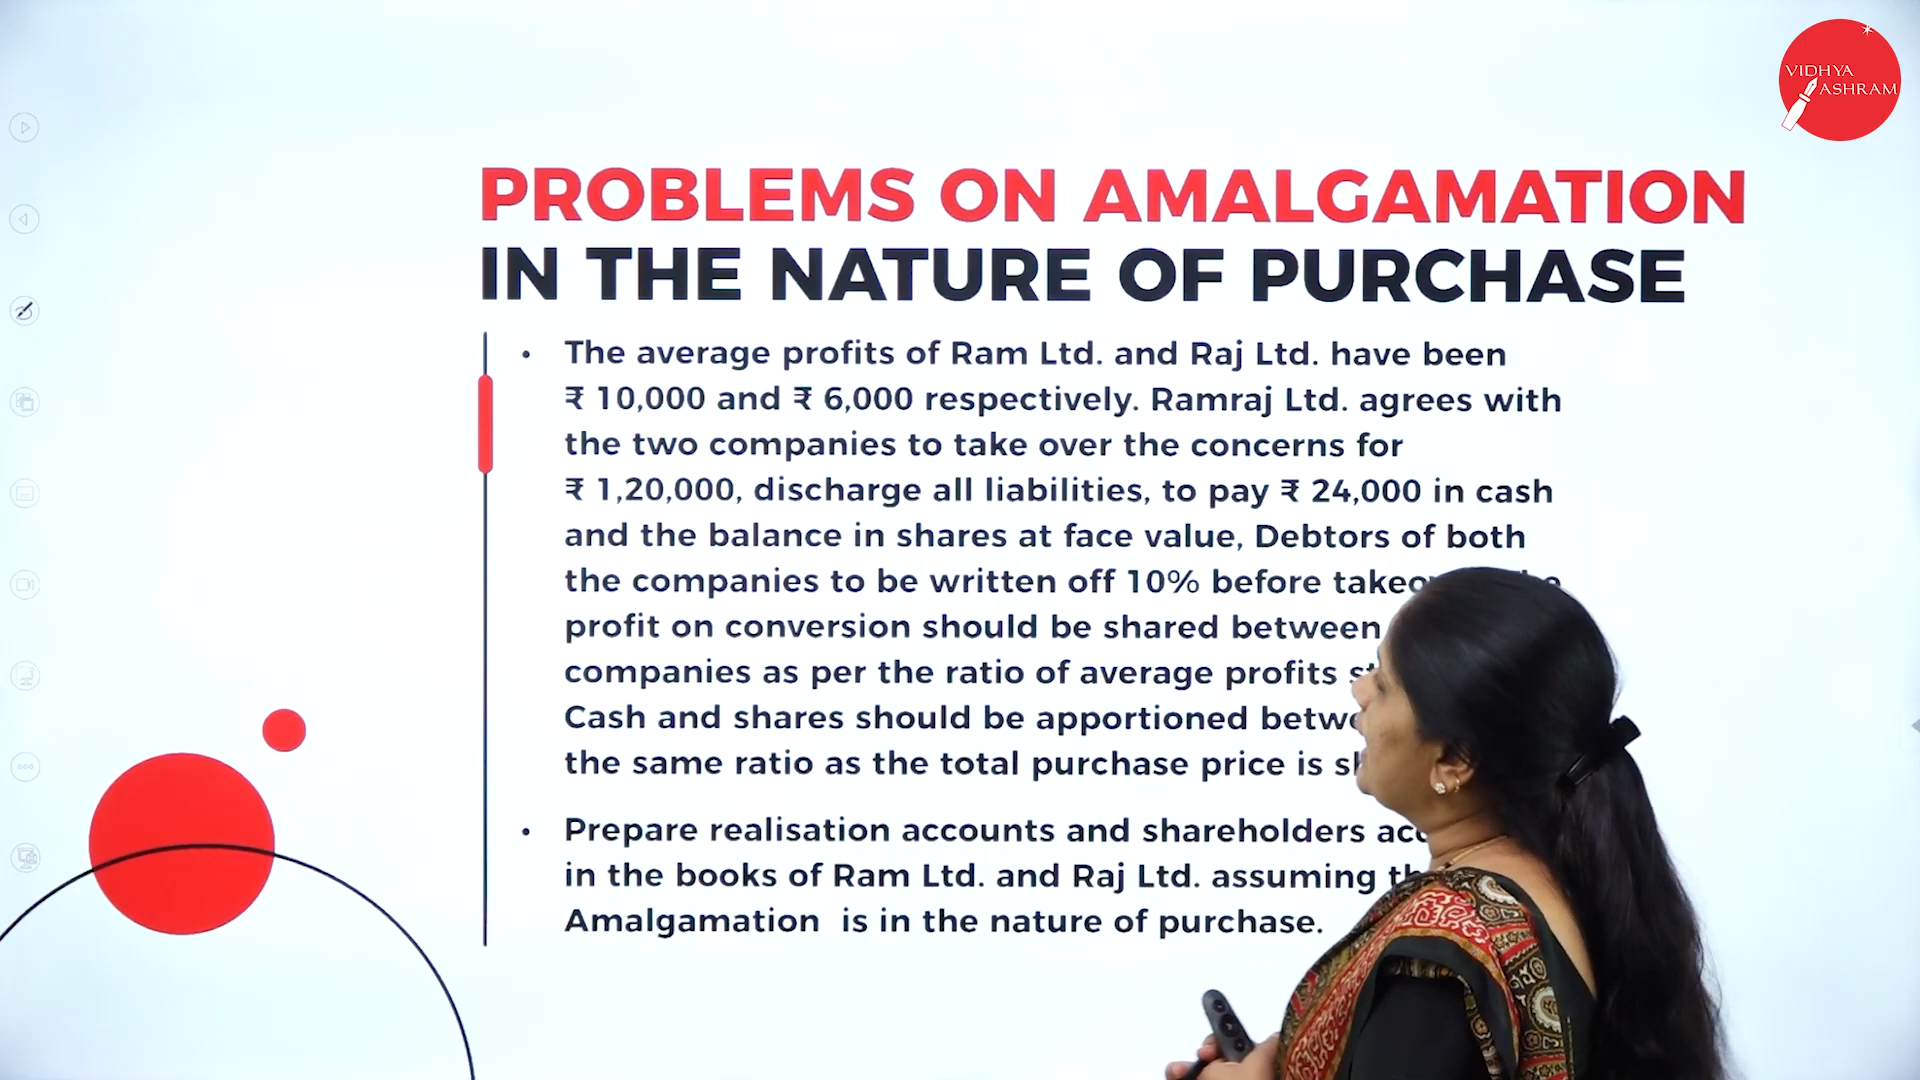 VIDHYA
ASHRAM
PROBLEMS ON AMALGAMATION
IN THE NATURE OF PURCHASE
• The average profits of Ram Ltd. and Raj Ltd. have been
₹ 10,000 and ₹ 6,000 respectively. Ramraj Ltd. agrees with
the two companies to take over the concerns for
₹ 1,20,000, discharge all liabilities, to pay ₹ 24,000 in cash
and the balance in shares at face value, Debtors of both
the companies to be written off 10% before
profit on conversion should be shared between
companies as per the ratio of average profits
Cash and shares should be apportioned
the same ratio as the total purchase price is
• Prepare realisation accounts and shareholders
in the books of Ram Ltd. and Raj Ltd. assuming
Amalgamation is in the nature of purchase.